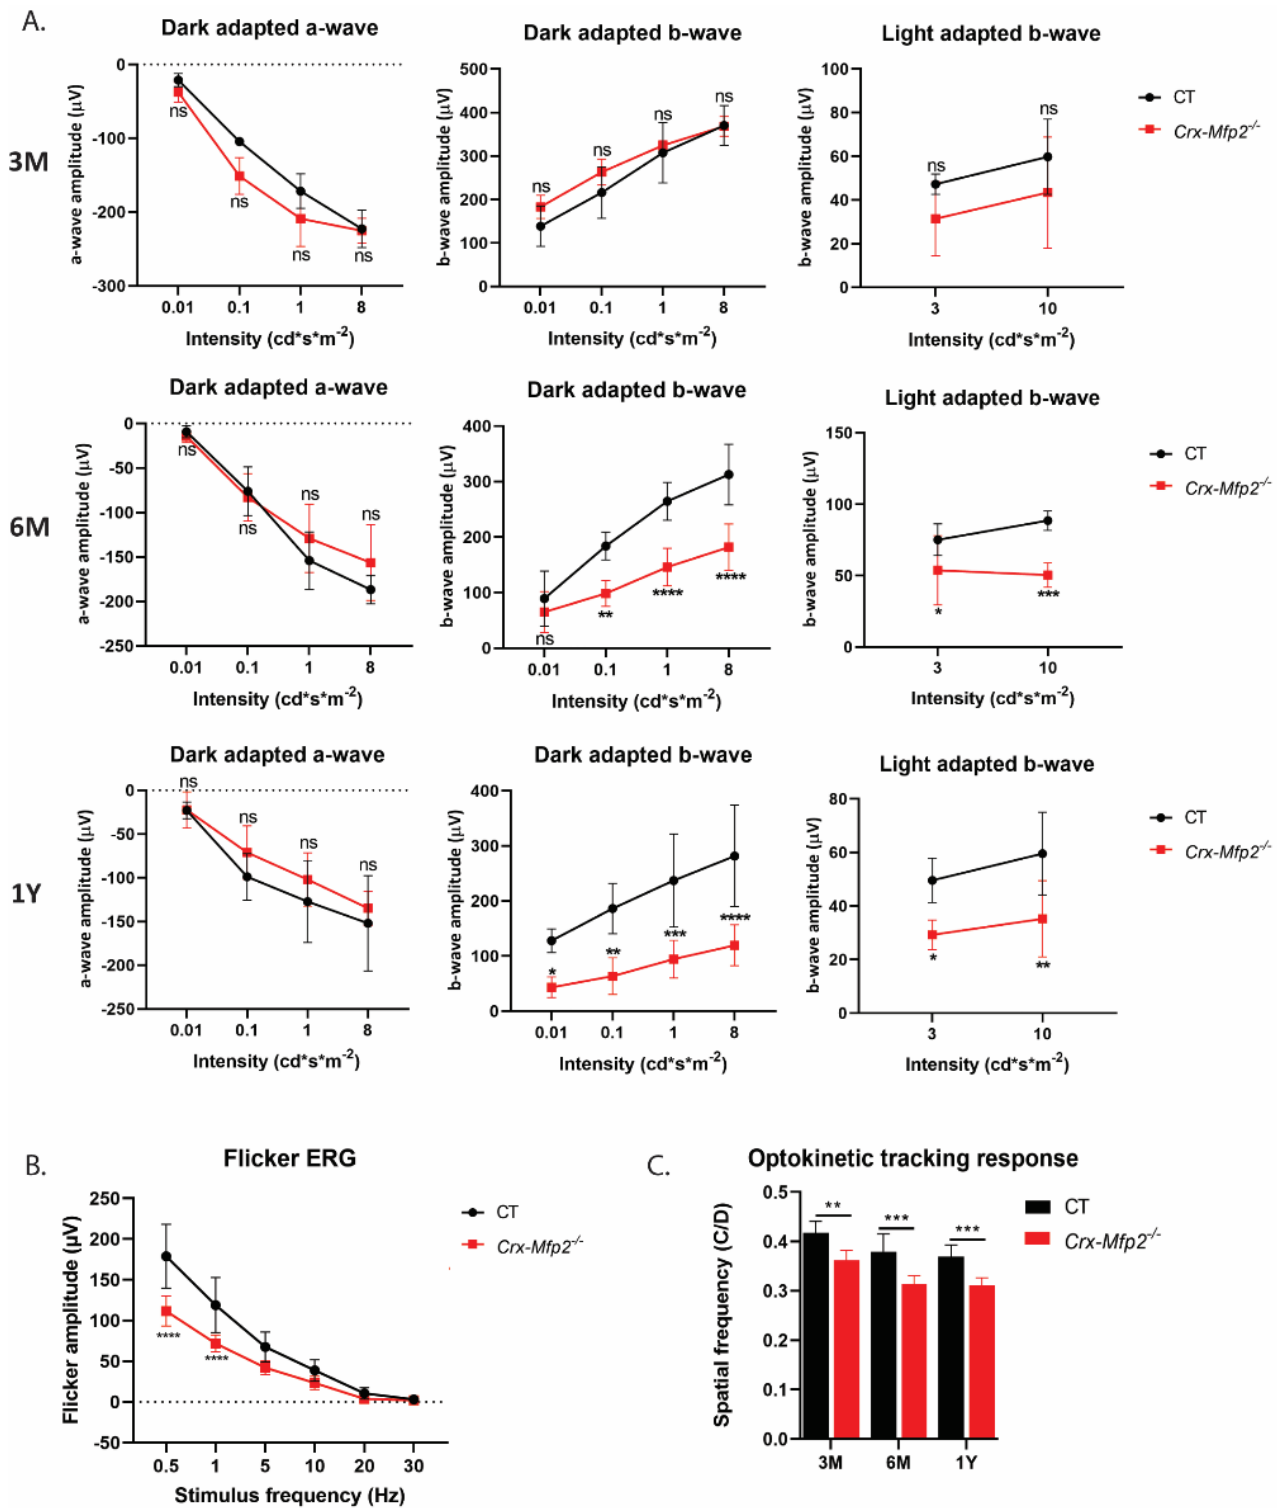 A.
Dark adapted a-wave
Dark adapted b-wave
Light adapted b-wave
3M
a-wave amplitude (µV)
0
-100
-200
-300
ns
ns
ns
ns
0.01 0.1 1 8
Intensity (cd*s*m-2)
b-wave amplitude (µV)
500
400
300
200
100
0
ns
ns
ns
ns
0.01 0.1 1 8
Intensity (cd*s*m-2)
b-wave amplitude (µV)
100
80
60
40
20
0
ns
ns
3 10
Intensity (cd*s*m-2)
CT
Crx-Mfp2-/-
Dark adapted a-wave
Dark adapted b-wave
Light adapted b-wave
6M
a-wave amplitude (µV)
0
-50
-100
-150
-200
-250
ns
ns
ns
ns
0.01 0.1 1 8
Intensity (cd*s*m-2)
b-wave amplitude (µV)
400
300
200
100
0
ns
**
****
****
0.01 0.1 1 8
Intensity (cd*s*m-2)
b-wave amplitude (µV)
150
100
50
0
*
***
3 10
Intensity (cd*s*m-2)
CT
Crx-Mfp2-/-
Dark adapted a-wave
Dark adapted b-wave
Light adapted b-wave
1Y
a-wave amplitude (µV)
0
-50
-100
-150
-200
-250
ns
ns
ns
ns
0.01 0.1 1 8
Intensity (cd*s*m-2)
b-wave amplitude (µV)
400
300
200
100
0
*
**
***
****
0.01 0.1 1 8
Intensity (cd*s*m-2)
b-wave amplitude (µV)
80
60
40
20
0
*
**
3 10
Intensity (cd*s*m-2)
CT
Crx-Mfp2-/-
B.
Flicker ERG
Flicker amplitude (µV)
250
200
150
100
50
0
-50
****
****
0.5 1 5 10 20 30
Stimulus frequency (Hz)
CT
Crx-Mfp2-/-
C.
Optokinetic tracking response
Spatial frequency (C/D)
0.5
0.4
0.3
0.2
0.1
0.0
**
***
***
3M 6M 1Y
CT
Crx-Mfp2-/-